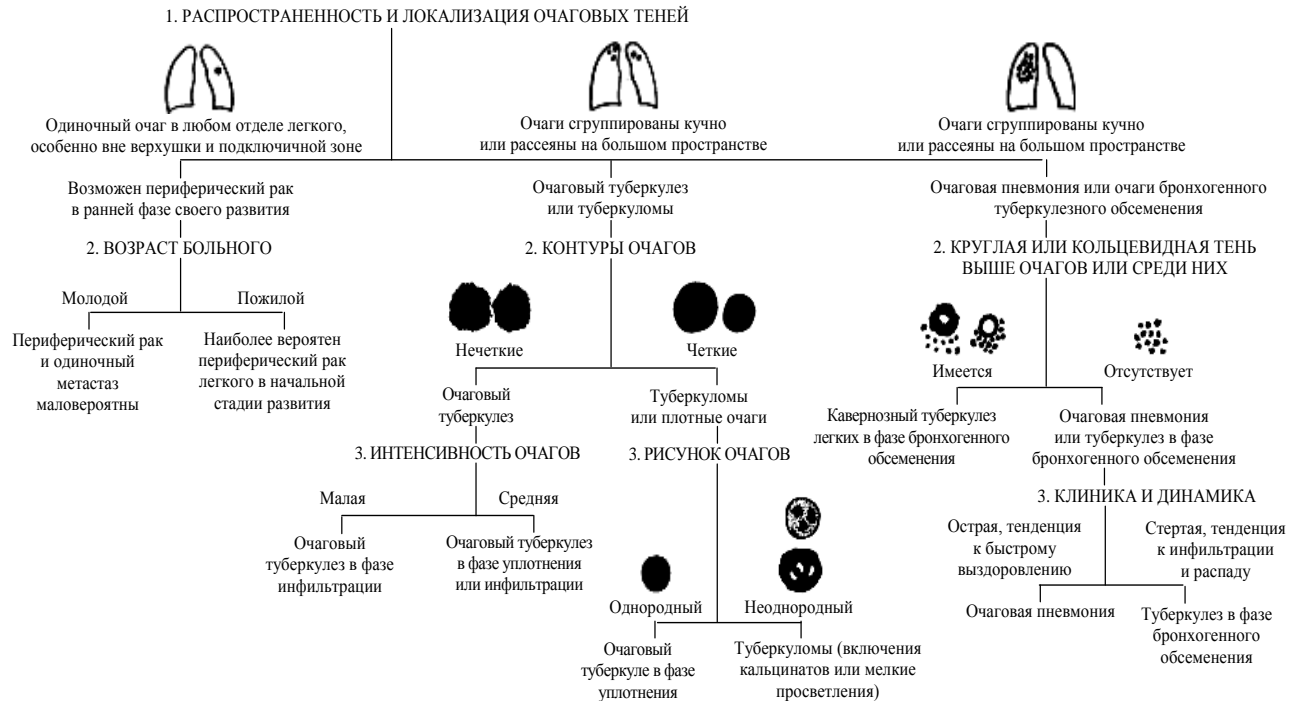 1. РАСПРОСТРАНЕННОСТЬ И ЛОКАЛИЗАЦИЯ ОЧАГОВЫХ ТЕНЕЙ
Одиночный очаг в любом отделе легкого,
особенно вне верхушки и подключичной зоне
Очаги сгруппированы кучно
или рассеяны на большом пространстве
Очаги сгруппированы кучно
или рассеяны на большом пространстве
Возможен периферический рак
в ранней фазе своего развития
Очаговый туберкулез
или туберкуломы
Очаговая пневмония или очаги бронхогенного
туберкулезного обсеменения
2. ВОЗРАСТ БОЛЬНОГО
2. КОНТУРЫ ОЧАГОВ
2. КРУГЛАЯ ИЛИ КОЛЬЦЕВИДНАЯ ТЕНЬ
ВЫШЕ ОЧАГОВ ИЛИ СРЕДИ НИХ
Молодой
Пожилой
Периферический рак
и одиночный
метастаз
маловероятны
Наиболее вероятен
периферический рак
легкого в начальной
стадии развития
Нечеткие
Четкие
Имеется
Отсутствует
Очаговый
туберкулез
Туберкуломы
или плотные очаги
Кавернозный туберкулез
легких в фазе бронхогенного
обсеменения
Очаговая пневмония
или туберкулез в фазе
бронхогенного обсеменения
3. ИНТЕНСИВНОСТЬ ОЧАГОВ
3. РИСУНОК ОЧАГОВ
3. КЛИНИКА И ДИНАМИКА
Малая
Средняя
Очаговый
туберкулез в фазе
инфильтрации
Очаговый туберкулез
в фазе уплотнения
или инфильтрации
Однородный
Неоднородный
Очаговый
туберкуле в фазе
уплотнения
Туберкуломы (включения
кальцинатов или мелкие
просветления)
Острая, тенденция
к быстрому
выздоровлению
Стертая, тенденция
к инфильтрации
и распаду
Очаговая пневмония
Туберкулез в фазе
бронхогенного
обсеменения